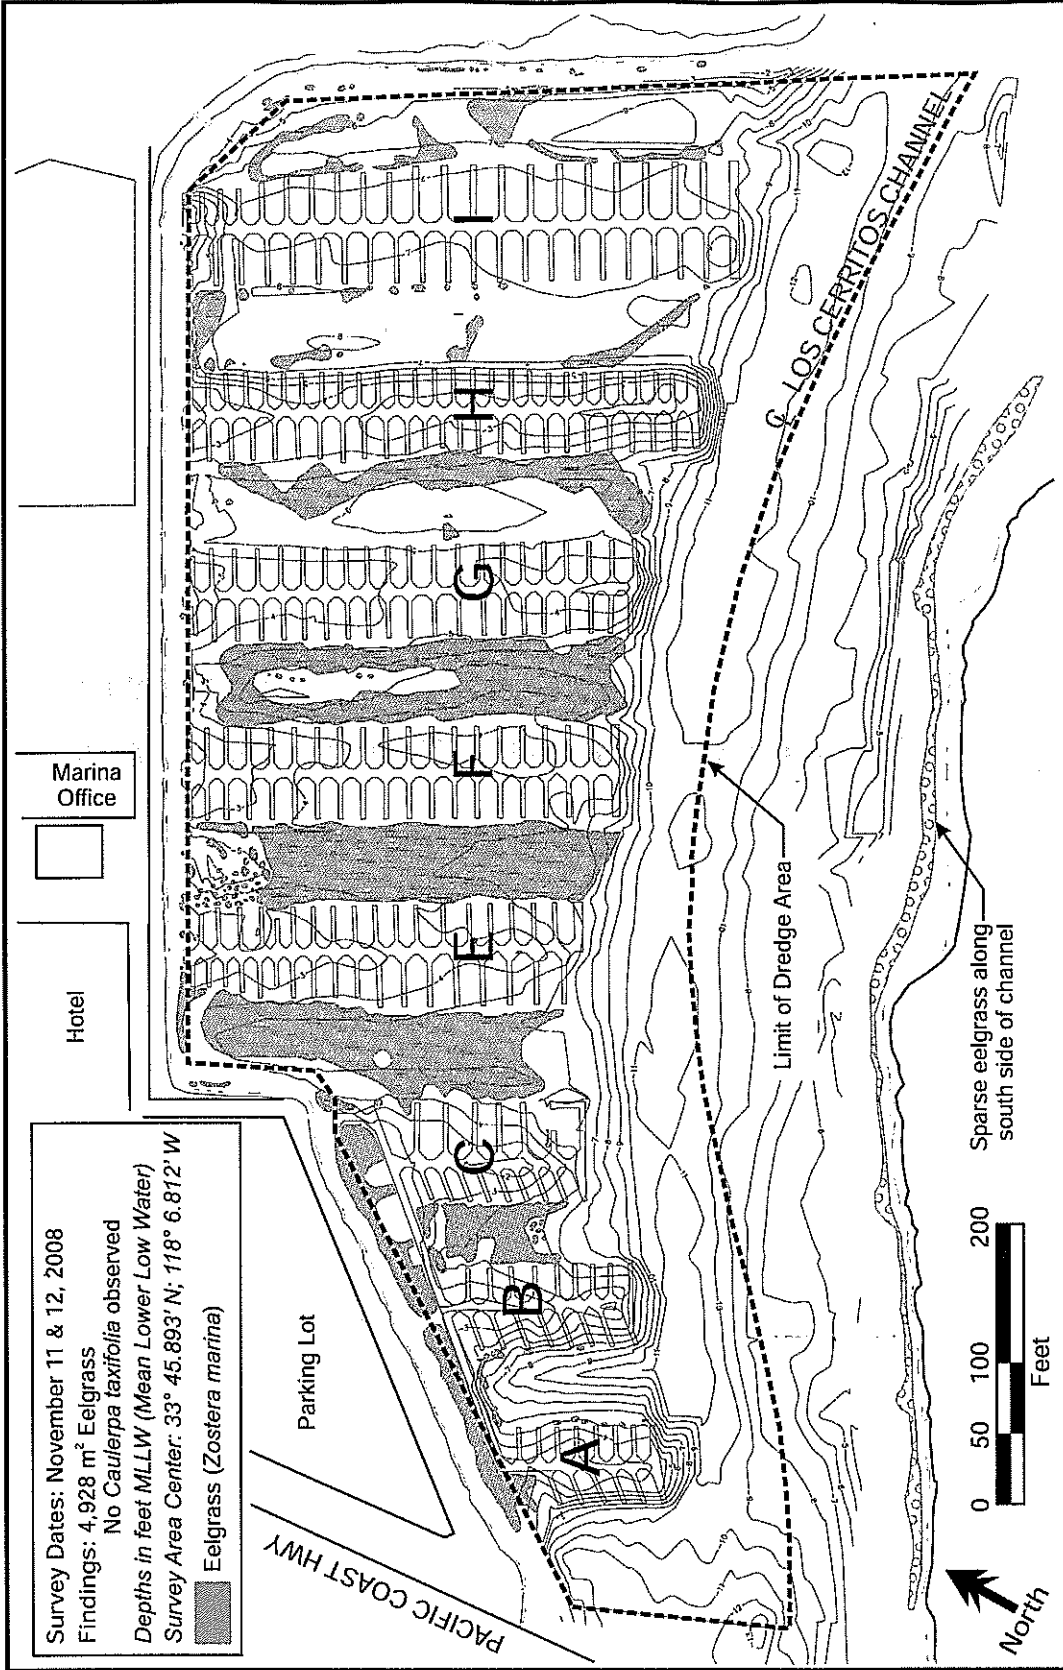 Survey Dates: November 11 & 12, 2008
Findings: 4,928 m² Eelgrass
No Caulerpa taxifolia observed
Depths in feet MLLW (Mean Lower Low Water)
Survey Area Center: 33° 45.893' N; 118° 6.812' W
Eelgrass (Zostera marina)
Hotel
Marina
Office
Parking Lot
PACIFIC COAST HWY
A
B
C
E
F
G
H
I
Limit of Dredge Area
℄ LOS CERRITOS CHANNEL
Sparse eelgrass along
south side of channel
North
0 50 100 200
Feet